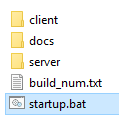 client
docs
server
build_num.txt
startup.bat